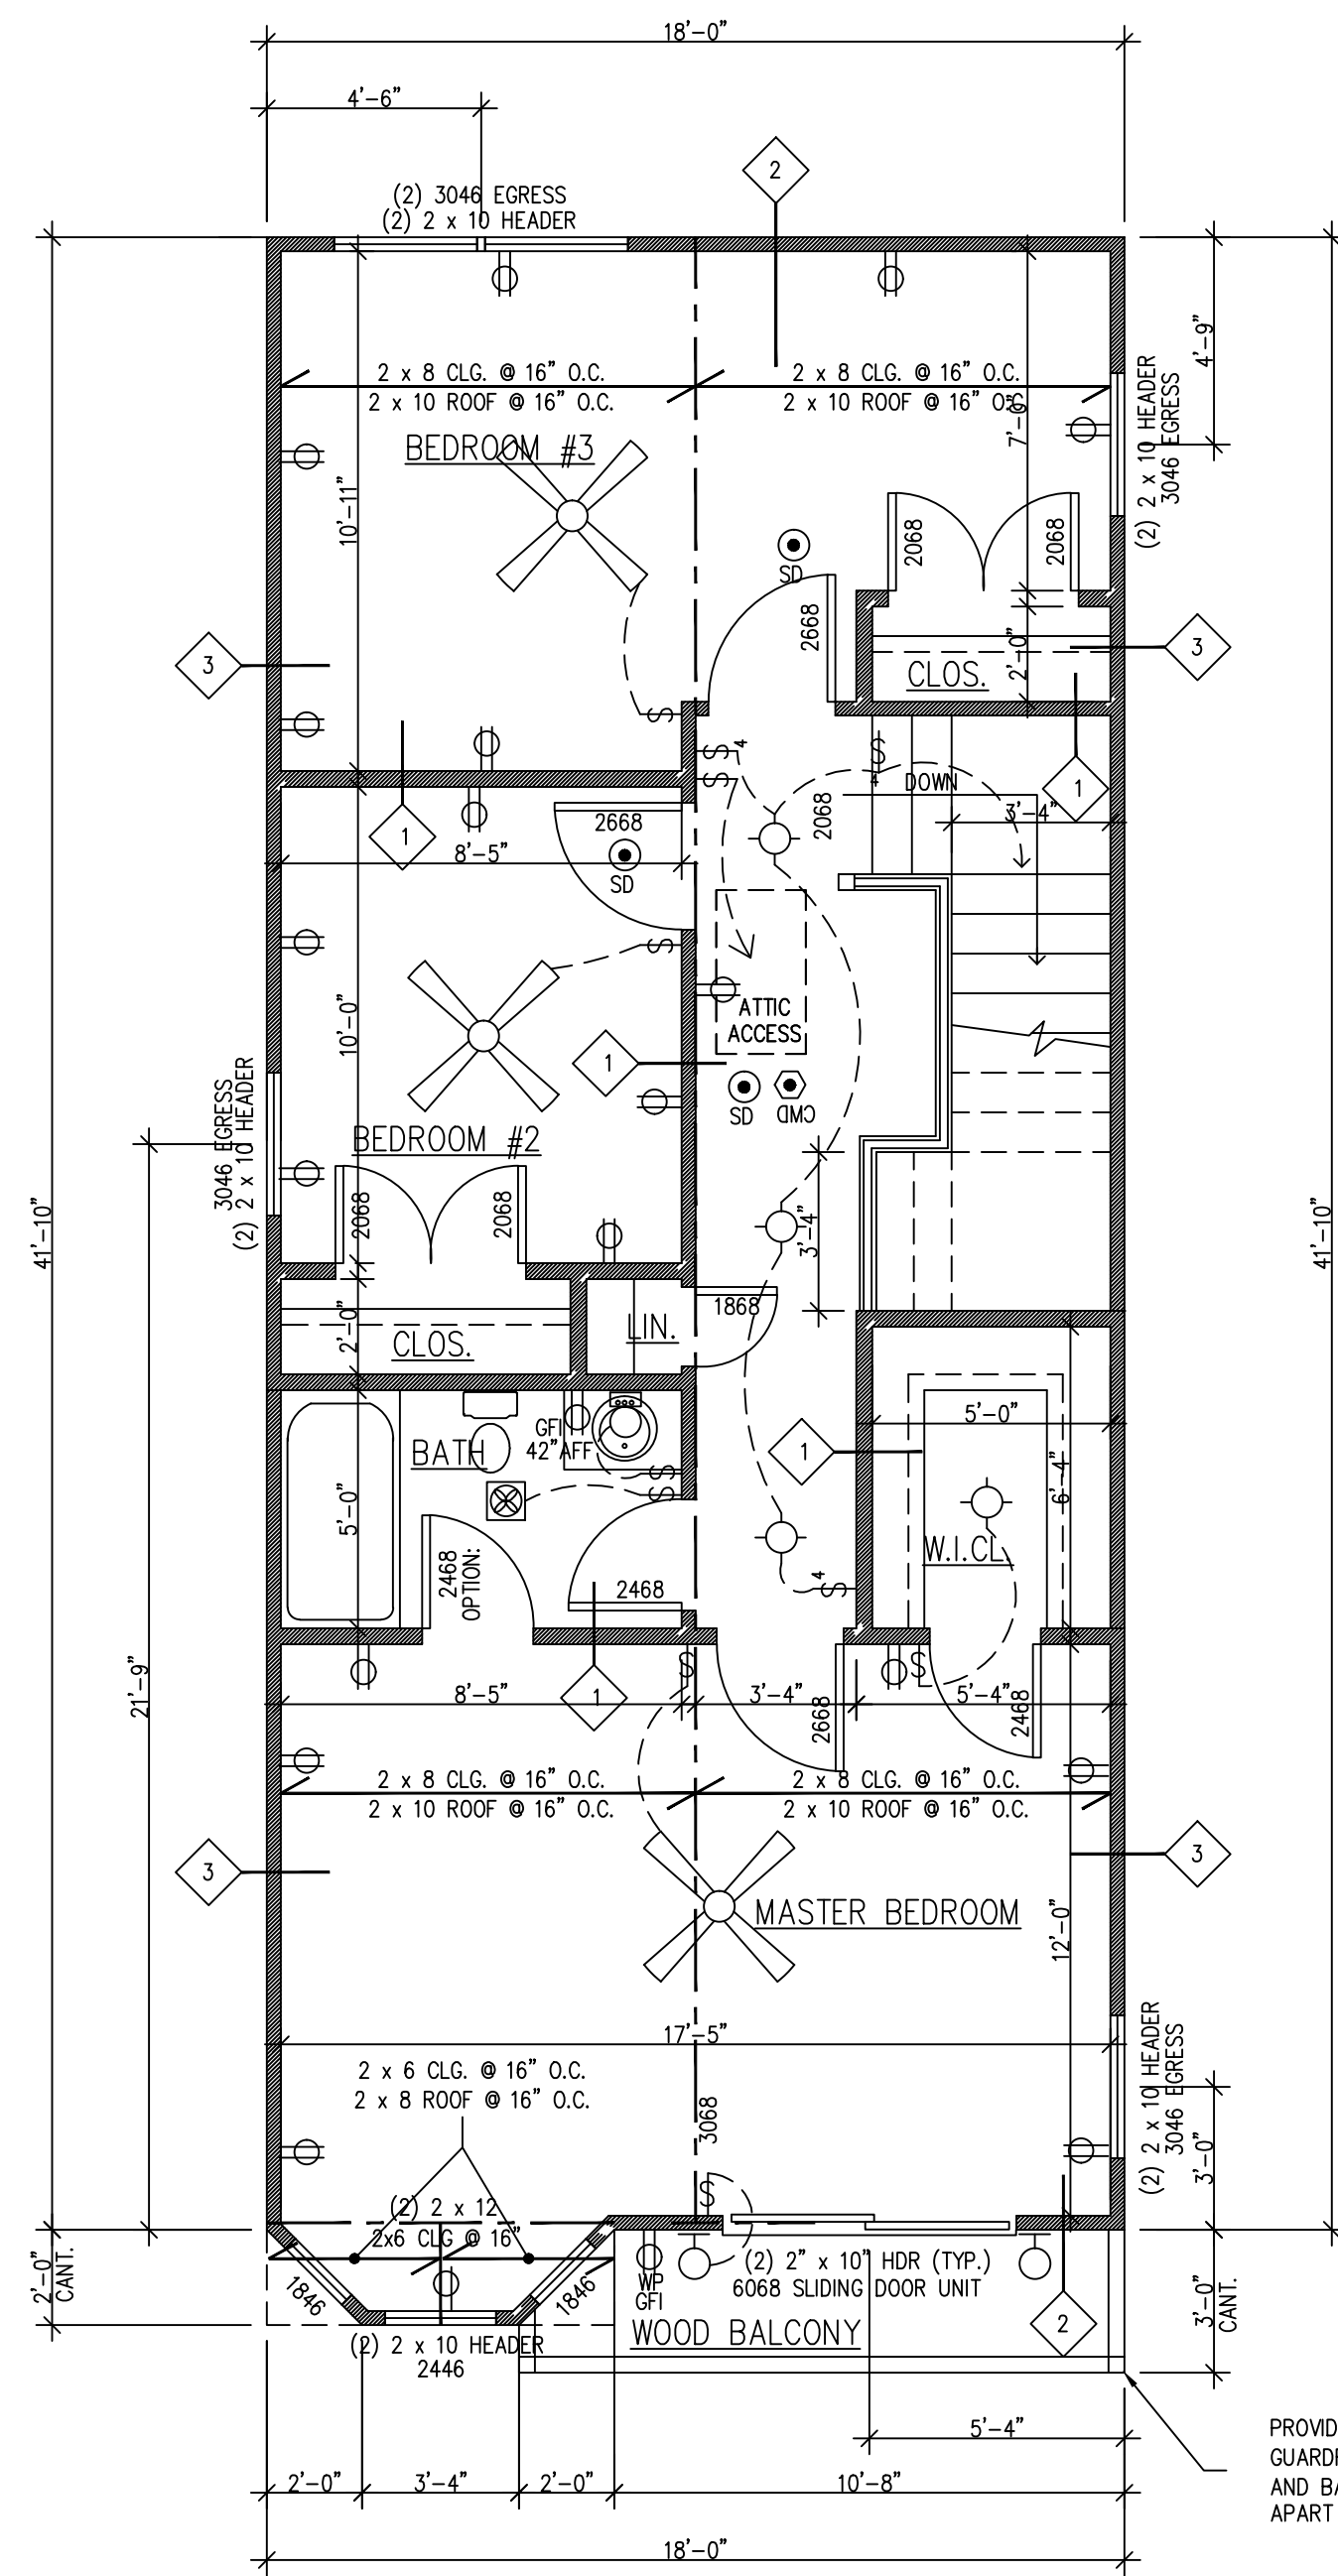 18'-0"
4'-6"
2
(2) 3046 EGRESS
(2) 2 x 10 HEADER
4'-9"
(2) 2 x 10 HEADER
3046 EGRESS
2 x 8 CLG. @ 16" O.C.
2 x 10 ROOF @ 16" O.C.
2 x 8 CLG. @ 16" O.C.
2 x 10 ROOF @ 16" O.C.
7'-0"
BEDROOM #3
10'-11"
2068
2068
SD
2668
3
3
CLOS.
2'-0"
S
S
4
S
S
4
DOWN
1
3'-4"
2068
2668
1
8'-5"
SD
S
10'-0"
ATTIC
ACCESS
1
SD
CMD
3046 EGRESS
(2) 2 x 10 HEADER
BEDROOM #2
2068
2068
41'-10"
41'-10"
3'-4"
1868
LIN.
CLOS.
2'-0"
5'-0"
GFI
42"AFF
BATH
1
6'-4"
S
S
5'-0"
W.I.CL.
2468
OPTION:
2468
S
4
21'-9"
S
S
8'-5"
1
3'-4"
2668
5'-4"
2468
2 x 8 CLG. @ 16" O.C.
2 x 10 ROOF @ 16" O.C.
2 x 8 CLG. @ 16" O.C.
2 x 10 ROOF @ 16" O.C.
3
3
MASTER BEDROOM
12'-0"
17'-5"
2 x 6 CLG. @ 16" O.C.
2 x 8 ROOF @ 16" O.C.
3068
(2) 2 x 10 HEADER
3046 EGRESS
3'-0"
S
(2) 2 x 12
2x6 CLG @ 16"
2'-0"
CANT.
1846
1846
WP
GFI
(2) 2" x 10" HDR (TYP.)
6068 SLIDING DOOR UNIT
WOOD BALCONY
2
3'-0"
CANT.
(2) 2 x 10 HEADER
2446
5'-4"
PROVID
GUARD
AND BA
APART
2'-0"
3'-4"
2'-0"
10'-8"
18'-0"